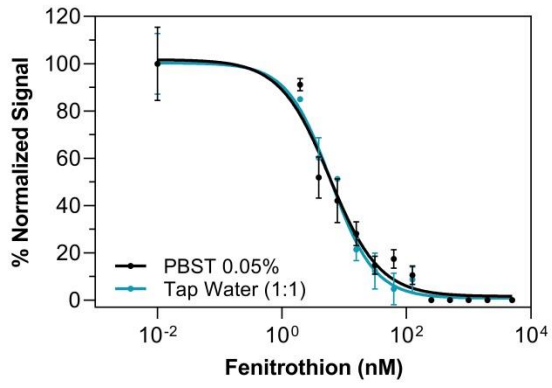 120
100
80
60
40
20
0
% Normalized Signal
PBST 0.05%
Tap Water (1:1)
10-2
100
102
104
Fenitrothion (nM)